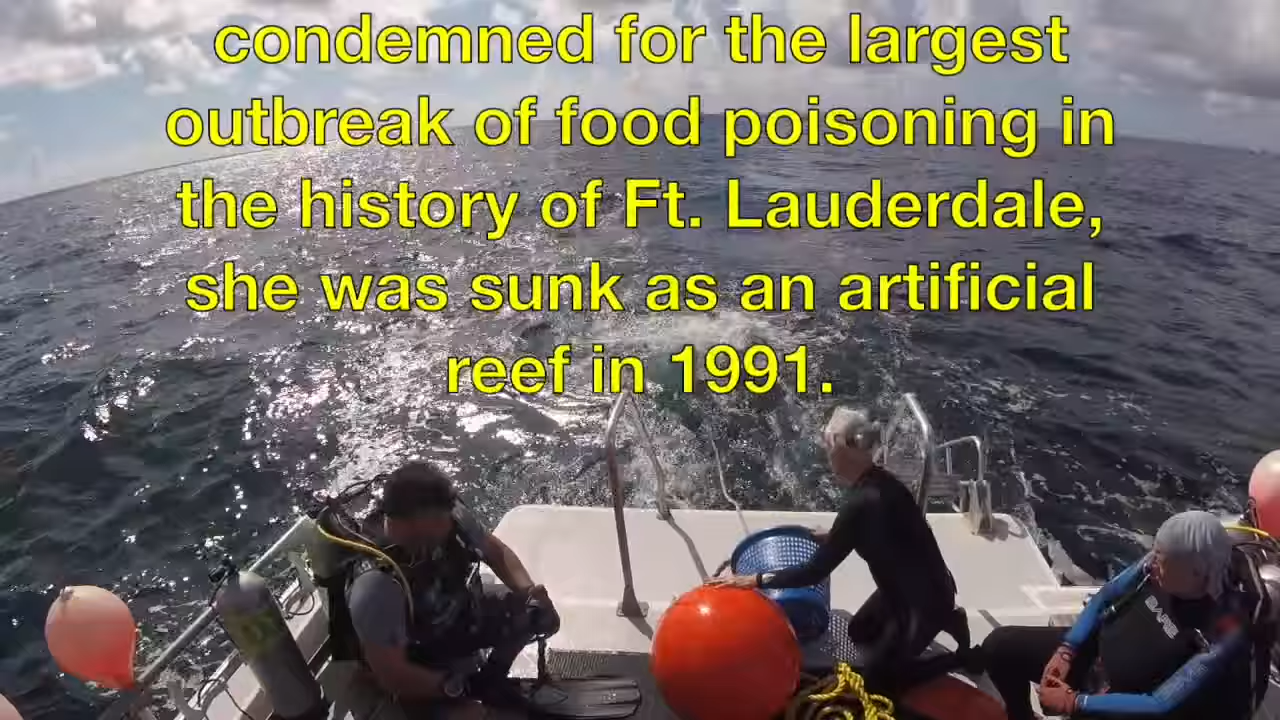 condemned for the largest
outbreak of food poisoning in
the history of Ft. Lauderdale,
she was sunk as an artificial
reef in 1991.
BARE